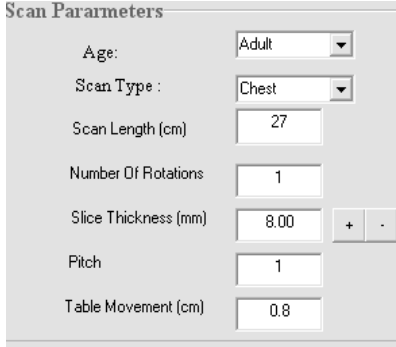 Scan Pararmeters
Age: Adult
Scan Type : Chest
Scan Length (cm) 27
Number Of Rotations 1
Slice Thickness (mm) 8.00 + -
Pitch 1
Table Movement (cm) 0.8